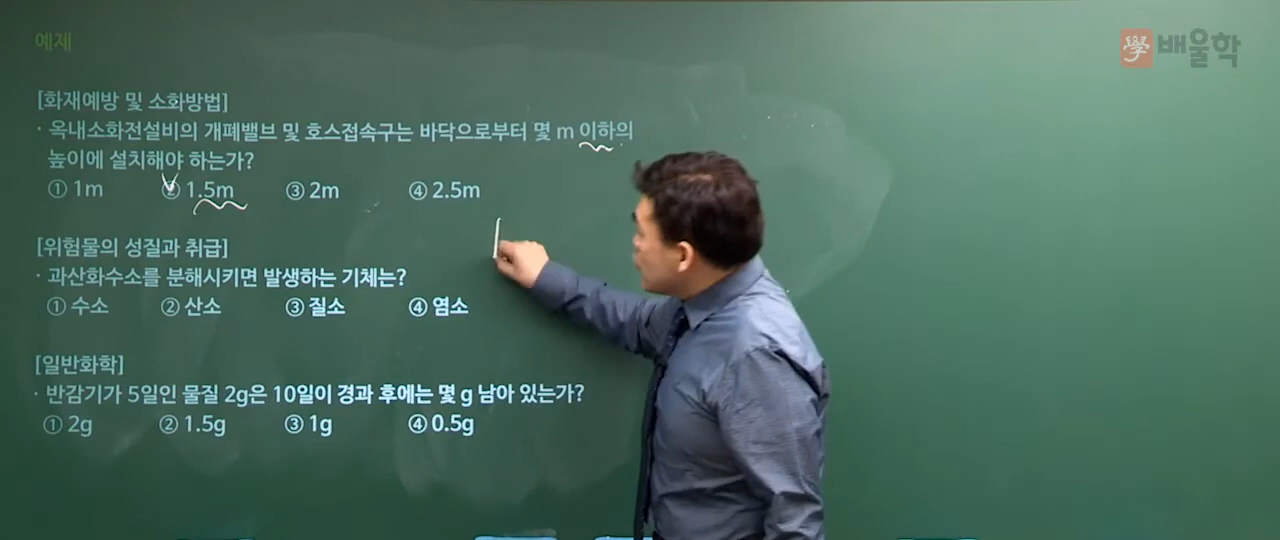 예제
學 배울학
[화재예방 및 소화방법]
· 옥내소화전설비의 개폐밸브 및 호스접속구는 바닥으로부터 몇 m 이하의
높이에 설치해야 하는가?
① 1m ② 1.5m ③ 2m ④ 2.5m
[위험물의 성질과 취급]
· 과산화수소를 분해시키면 발생하는 기체는?
① 수소 ② 산소 ③ 질소 ④ 염소
[일반화학]
· 반감기가 5일인 물질 2g은 10일이 경과 후에는 몇 g 남아 있는가?
① 2g ② 1.5g ③ 1g ④ 0.5g